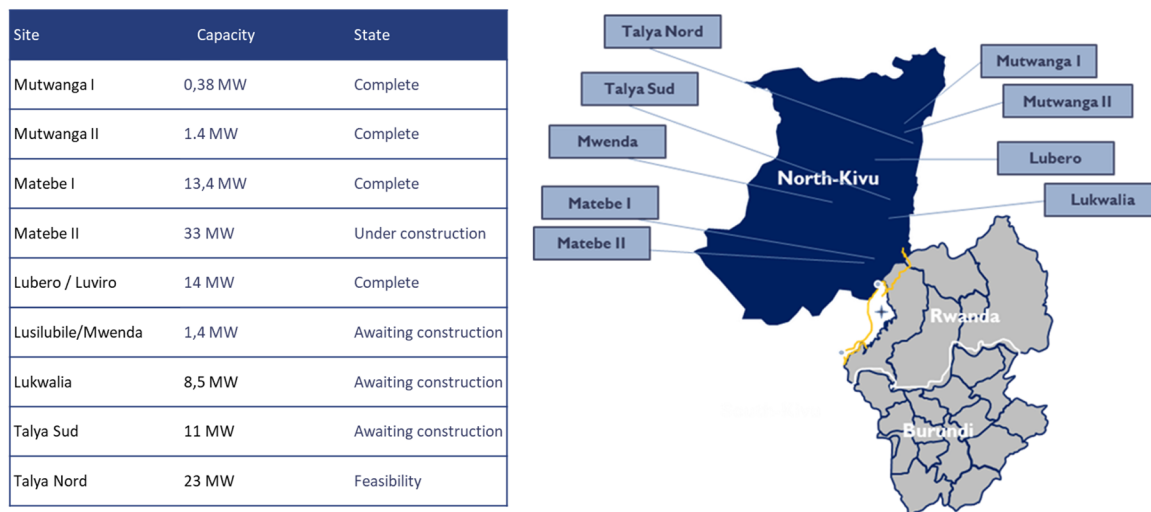 Site Capacity State
Mutwanga I 0,38 MW Complete
Mutwanga II 1.4 MW Complete
Matebe I 13,4 MW Complete
Matebe II 33 MW Under construction
Lubero / Luviro 14 MW Complete
Lusilubile/Mwenda 1,4 MW Awaiting construction
Lukwalia 8,5 MW Awaiting construction
Talya Sud 11 MW Awaiting construction
Talya Nord 23 MW Feasibility
Talya Nord
Talya Sud
Mwenda
Matebe I
Matebe II
Mutwanga I
Mutwanga II
Lubero
Lukwalia
North-Kivu
Rwanda
Burundi